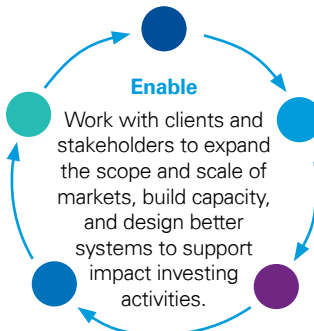 Enable
Work with clients and
stakeholders to expand
the scope and scale of
markets, build capacity,
and design better
systems to support
impact investing
activities.